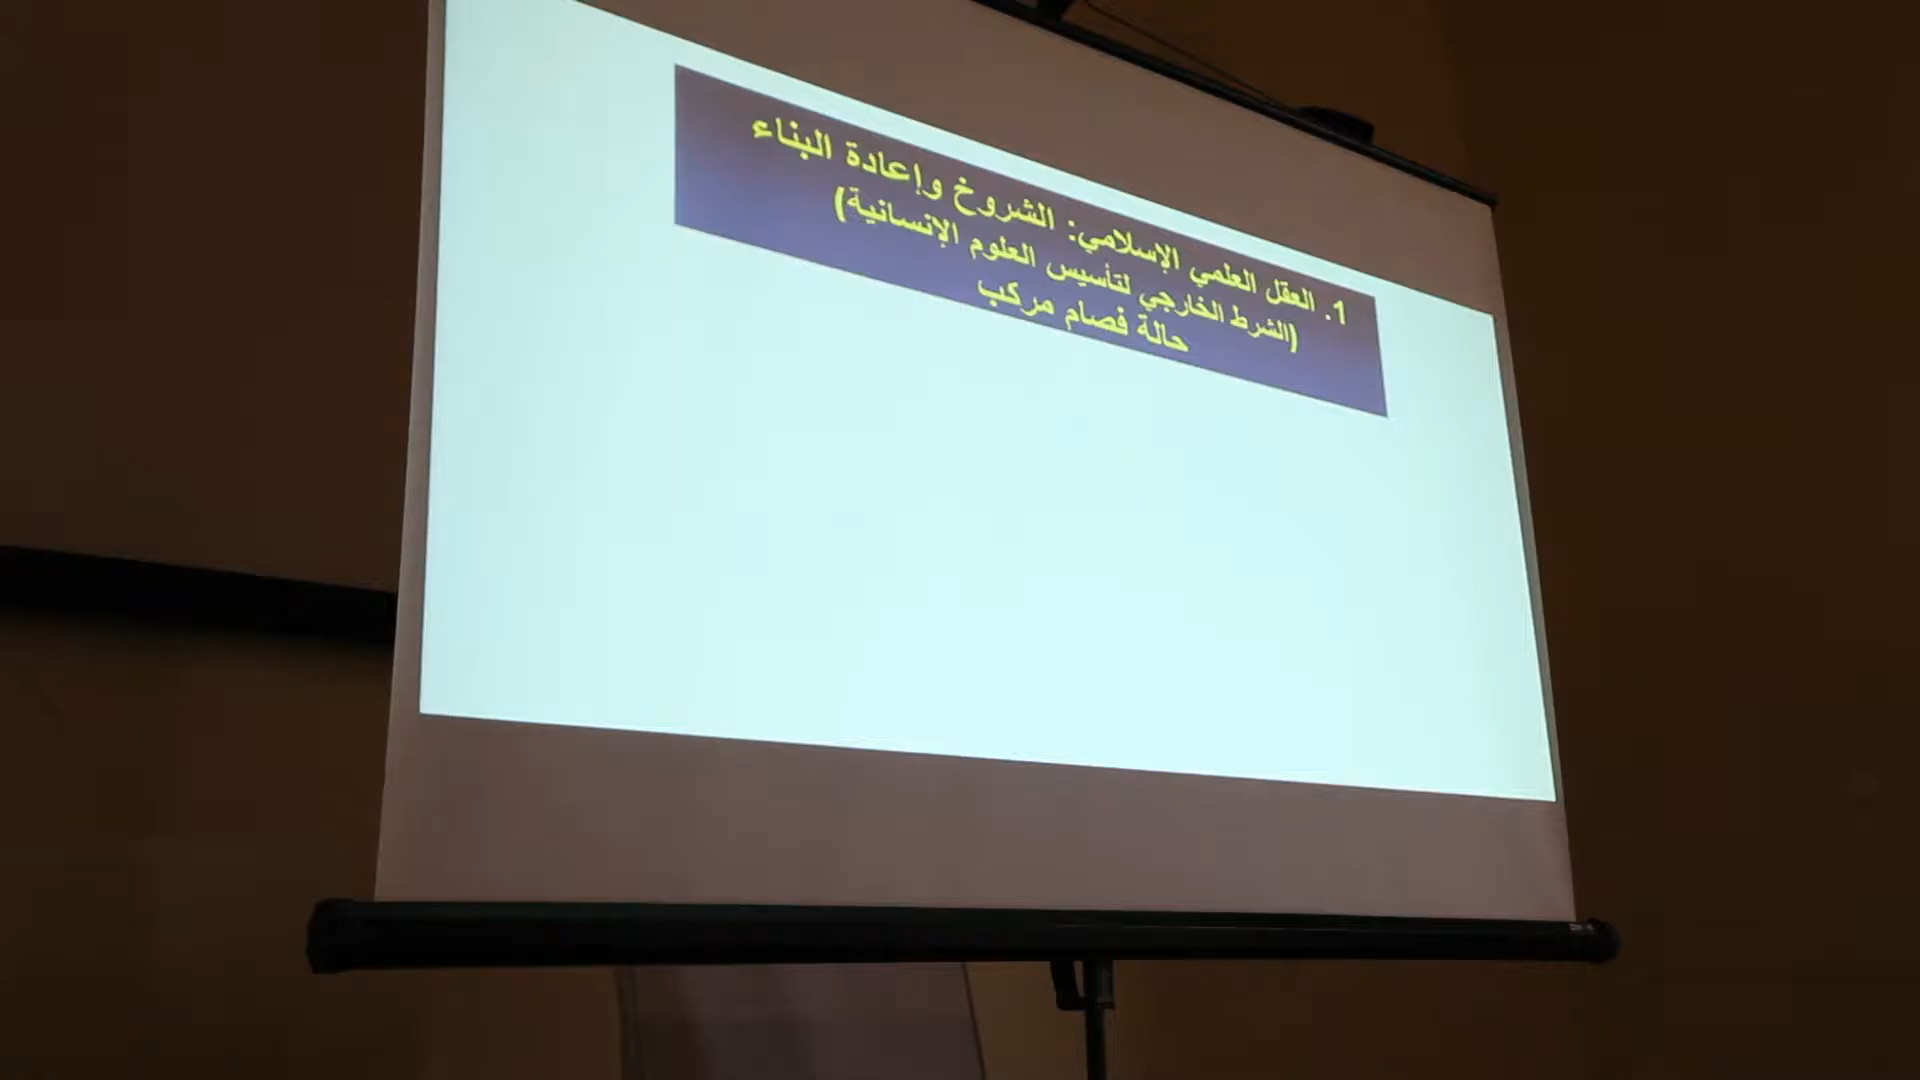 1. العقل العلمي الإسلامي: الشروخ وإعادة البناء
(الشرط الخارجي لتأسيس العلوم الإنسانية)
حالة فصام مركب